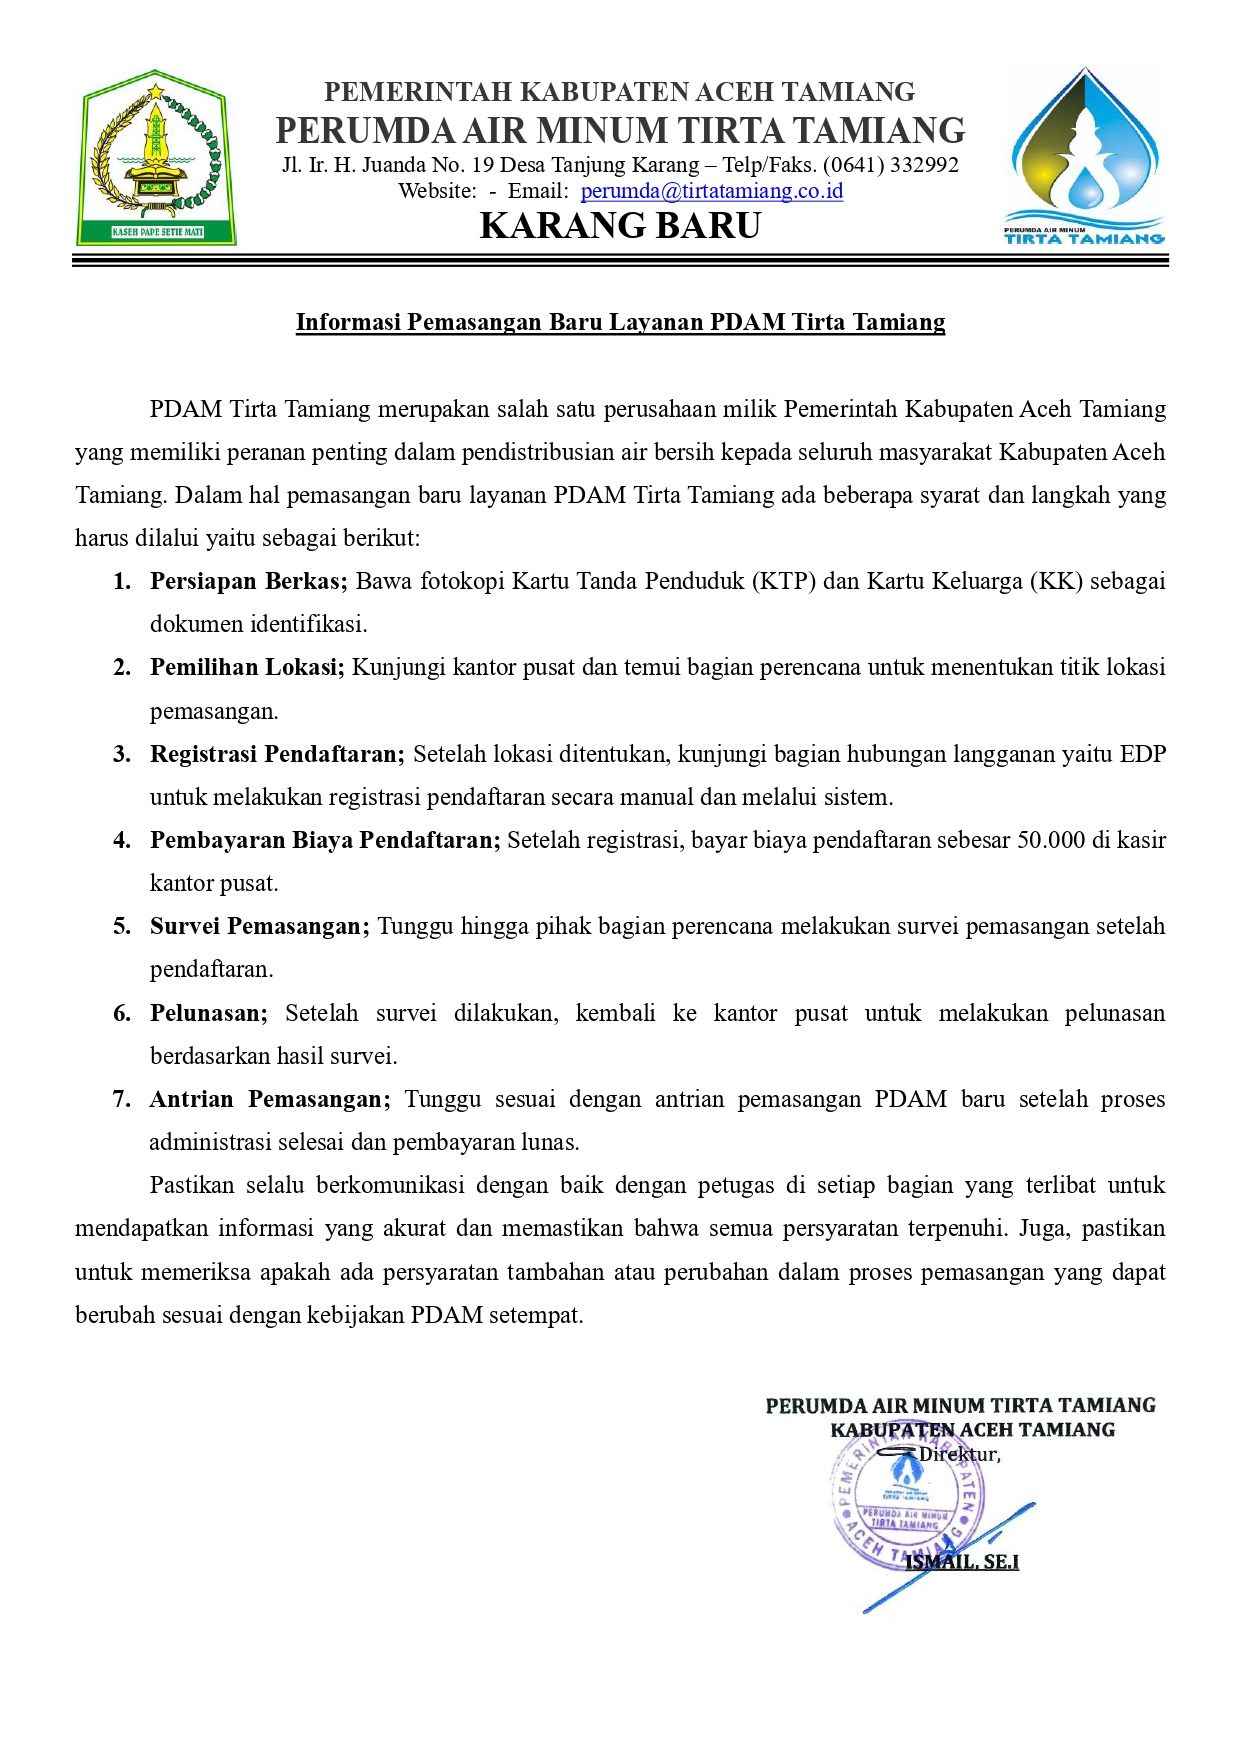 PEMERINTAH KABUPATEN ACEH TAMIANG
PERUMDA AIR MINUM TIRTA TAMIANG
Jl. Ir. H. Juanda No. 19 Desa Tanjung Karang – Telp/Faks. (0641) 332992
Website: - Email: perumda@tirtatamiang.co.id
KARANG BARU
KASEH PAPE SETIE MATI
PERUMDA AIR MINUM
TIRTA TAMIANG
Informasi Pemasangan Baru Layanan PDAM Tirta Tamiang
PDAM Tirta Tamiang merupakan salah satu perusahaan milik Pemerintah Kabupaten Aceh Tamiang
yang memiliki peranan penting dalam pendistribusian air bersih kepada seluruh masyarakat Kabupaten Aceh
Tamiang. Dalam hal pemasangan baru layanan PDAM Tirta Tamiang ada beberapa syarat dan langkah yang
harus dilalui yaitu sebagai berikut:
1. Persiapan Berkas; Bawa fotokopi Kartu Tanda Penduduk (KTP) dan Kartu Keluarga (KK) sebagai
dokumen identifikasi.
2. Pemilihan Lokasi; Kunjungi kantor pusat dan temui bagian perencana untuk menentukan titik lokasi
pemasangan.
3. Registrasi Pendaftaran; Setelah lokasi ditentukan, kunjungi bagian hubungan langganan yaitu EDP
untuk melakukan registrasi pendaftaran secara manual dan melalui sistem.
4. Pembayaran Biaya Pendaftaran; Setelah registrasi, bayar biaya pendaftaran sebesar 50.000 di kasir
kantor pusat.
5. Survei Pemasangan; Tunggu hingga pihak bagian perencana melakukan survei pemasangan setelah
pendaftaran.
6. Pelunasan; Setelah survei dilakukan, kembali ke kantor pusat untuk melakukan pelunasan
berdasarkan hasil survei.
7. Antrian Pemasangan; Tunggu sesuai dengan antrian pemasangan PDAM baru setelah proses
administrasi selesai dan pembayaran lunas.
Pastikan selalu berkomunikasi dengan baik dengan petugas di setiap bagian yang terlibat untuk
mendapatkan informasi yang akurat dan memastikan bahwa semua persyaratan terpenuhi. Juga, pastikan
untuk memeriksa apakah ada persyaratan tambahan atau perubahan dalam proses pemasangan yang dapat
berubah sesuai dengan kebijakan PDAM setempat.
PERUMDA AIR MINUM TIRTA TAMIANG
KABUPATEN ACEH TAMIANG
Direktur,
PEMERINTAH KABUPATEN
PERUMDA AIR MINUM
TIRTA TAMIANG
ACEH TAMIANG
ISMAIL, SE.I